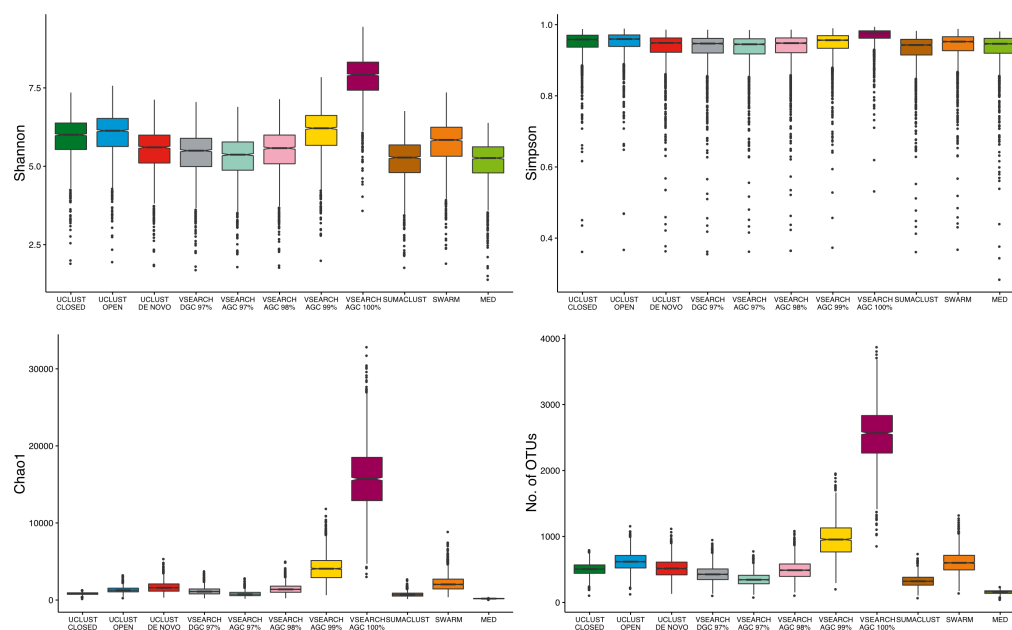 Shannon
7.5
5.0
2.5
UCLUST CLOSED
UCLUST OPEN
UCLUST DE NOVO
VSEARCH DGC 97%
VSEARCH AGC 97%
VSEARCH AGC 98%
VSEARCH AGC 99%
VSEARCH AGC 100%
SUMACLUST
SWARM
MED
Simpson
1.0
0.8
0.6
0.4
UCLUST CLOSED
UCLUST OPEN
UCLUST DE NOVO
VSEARCH DGC 97%
VSEARCH AGC 97%
VSEARCH AGC 98%
VSEARCH AGC 99%
VSEARCH AGC 100%
SUMACLUST
SWARM
MED
Chao1
30000
20000
10000
0
UCLUST CLOSED
UCLUST OPEN
UCLUST DE NOVO
VSEARCH DGC 97%
VSEARCH AGC 97%
VSEARCH AGC 98%
VSEARCH AGC 99%
VSEARCH AGC 100%
SUMACLUST
SWARM
MED
No. of OTUs
4000
3000
2000
1000
0
UCLUST CLOSED
UCLUST OPEN
UCLUST DE NOVO
VSEARCH DGC 97%
VSEARCH AGC 97%
VSEARCH AGC 98%
VSEARCH AGC 99%
VSEARCH AGC 100%
SUMACLUST
SWARM
MED